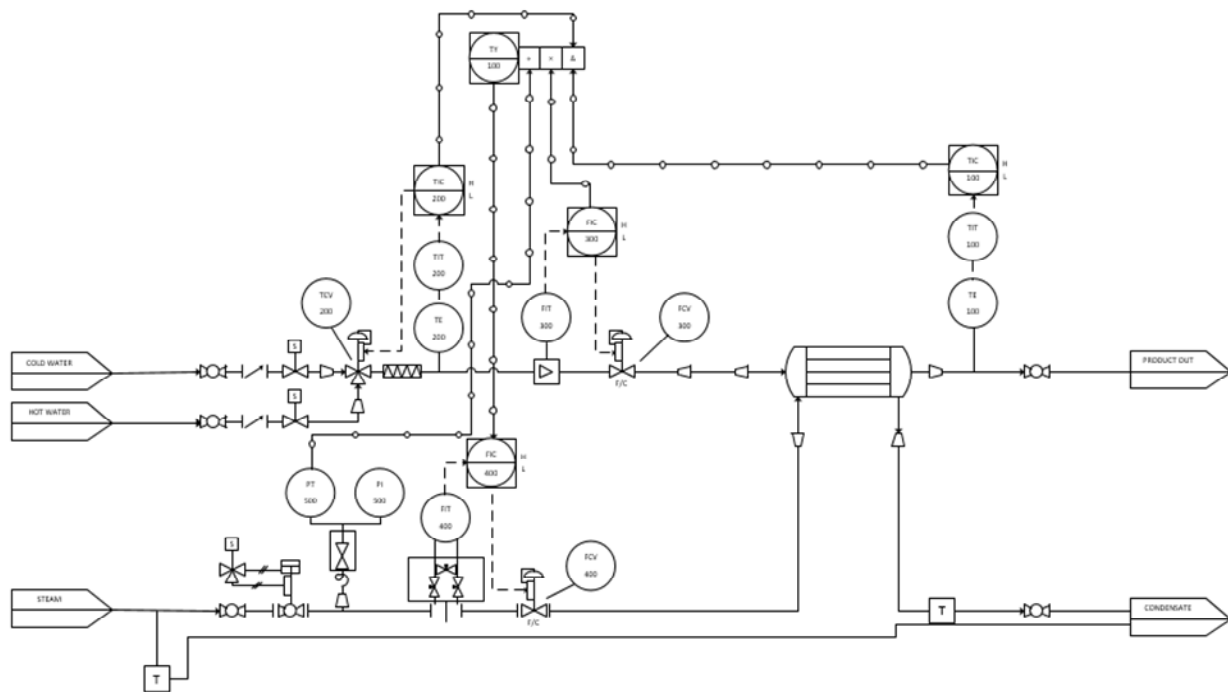 TY
100
×
Δ
TIC
200
H
L
TIC
100
H
L
FIC
300
H
L
TIT
200
TIT
100
TCV
200
TE
200
FIT
300
FCV
300
TE
100
S
COLD WATER
PRODUCT OUT
F/C
S
HOT WATER
FIC
400
H
L
PT
500
PI
500
FIT
400
S
FCV
400
STEAM
F/C
T
CONDENSATE
T